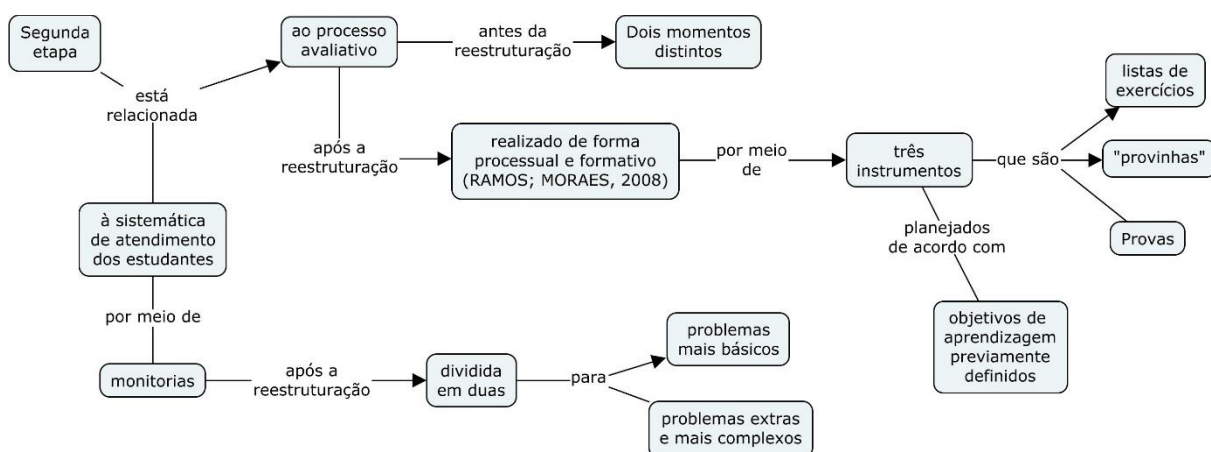 Segunda
etapa
está
relacionada
ao processo
avaliativo
antes da
reestruturação
Dois momentos
distintos
após a
reestruturação
realizado de forma
processual e formativo
(RAMOS; MORAES, 2008)
por meio
de
três
instrumentos
que são
listas de
exercícios
"provinhas"
Provas
planejados
de acordo com
objetivos de
aprendizagem
previamente
definidos
à sistemática
de atendimento
dos estudantes
por meio de
monitorias
após a
reestruturação
dividida
em duas
para
problemas
mais básicos
problemas extras
e mais complexos